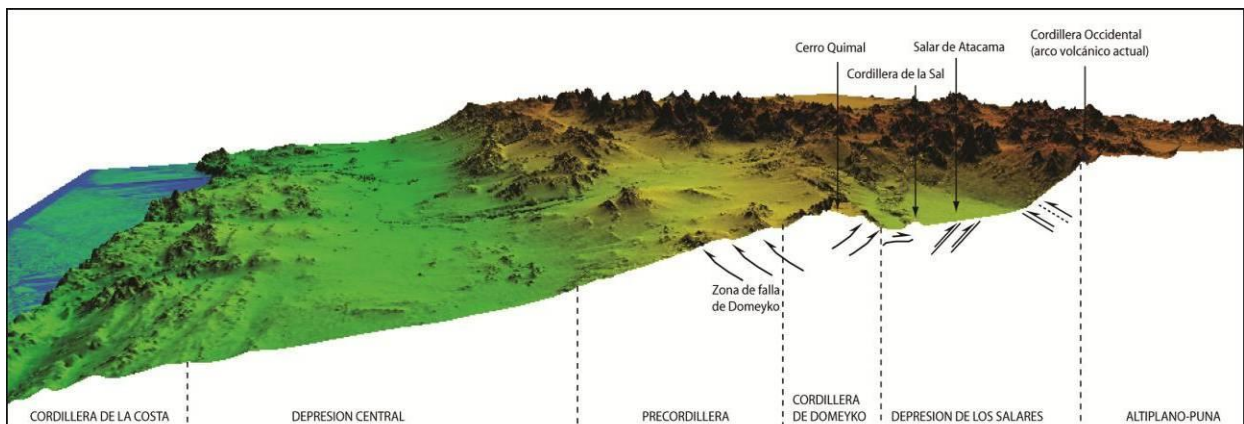 Cordillera Occidental
(arco volcánico actual)
Cerro Quimal
Salar de Atacama
Cordillera de la Sal
Zona de falla
de Domeyko
CORDILLERA DE LA COSTA
DEPRESION CENTRAL
PRECORDILLERA
CORDILLERA
DE DOMEYKO
DEPRESION DE LOS SALARES
ALTIPLANO-PUNA